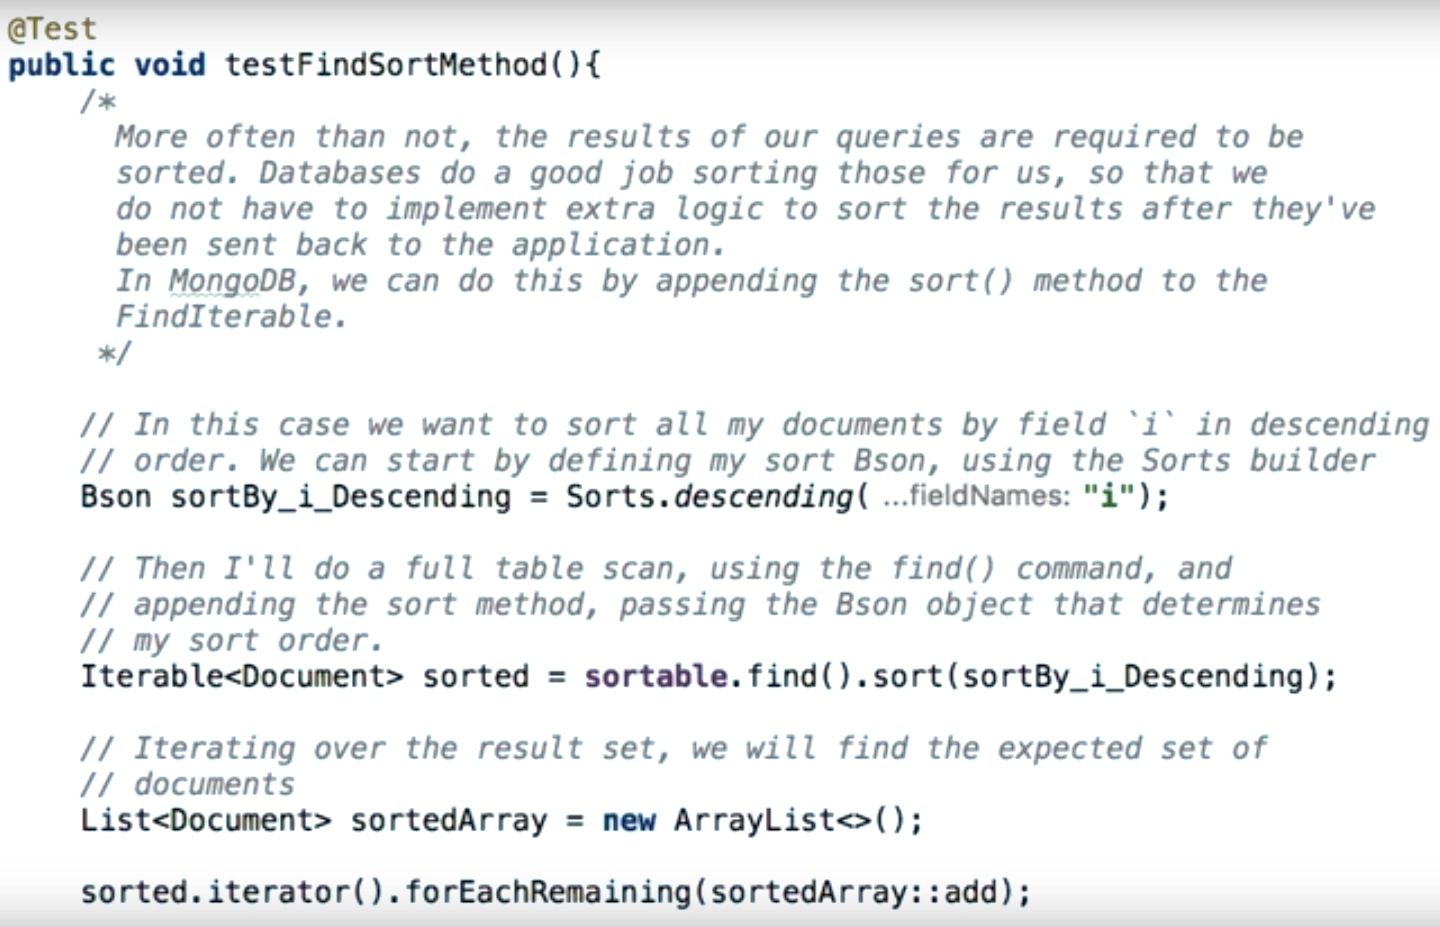 @Test
public void testFindSortMethod(){
/*
More often than not, the results of our queries are required to be
sorted. Databases do a good job sorting those for us, so that we
do not have to implement extra logic to sort the results after they've
been sent back to the application.
In MongoDB, we can do this by appending the sort() method to the
FindIterable.
*/
// In this case we want to sort all my documents by field `i` in descending
// order. We can start by defining my sort Bson, using the Sorts builder
Bson sortBy_i_Descending = Sorts.descending( ...fieldNames: "i");
// Then I'll do a full table scan, using the find() command, and
// appending the sort method, passing the Bson object that determines
// my sort order.
Iterable<Document> sorted = sortable.find().sort(sortBy_i_Descending);
// Iterating over the result set, we will find the expected set of
// documents
List<Document> sortedArray = new ArrayList<>();
sorted.iterator().forEachRemaining(sortedArray::add);